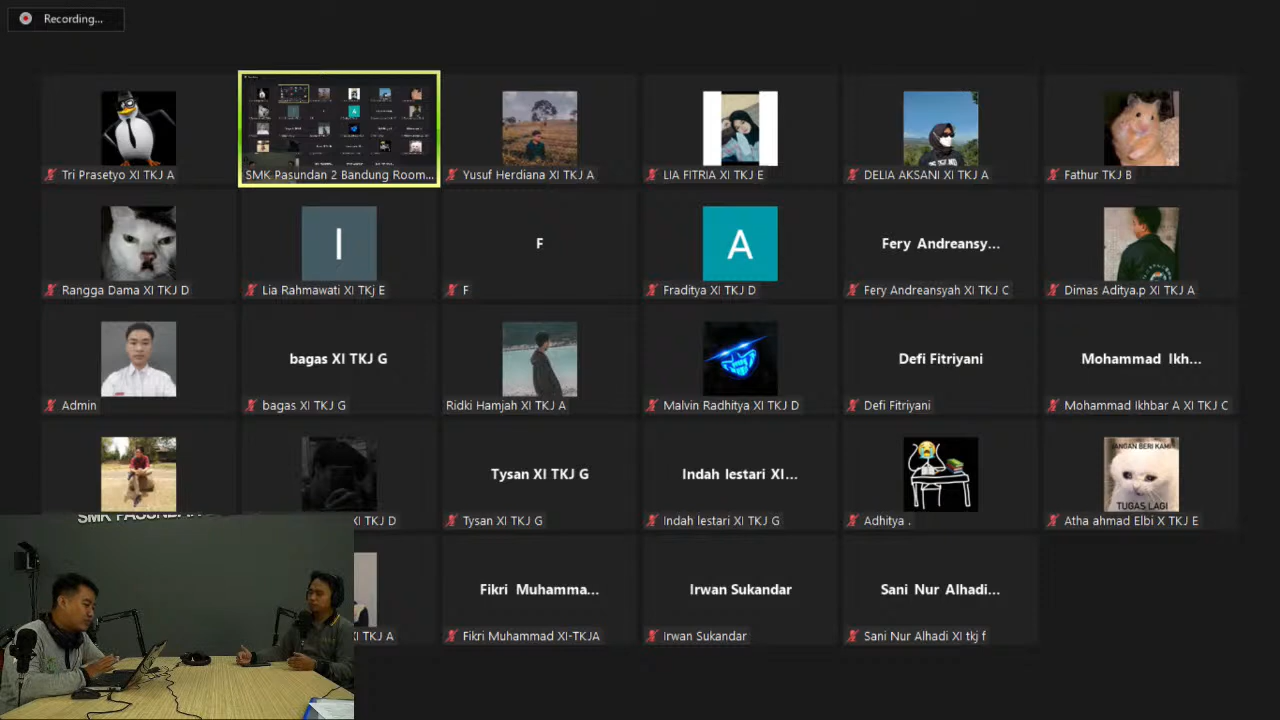 Recording...
Tri Prasetyo XI TKJ A
SMK Pasundan 2 Bandung Room...
Yusuf Herdiana XI TKJ A
LIA FITRIA XI TKJ E
DELIA AKSANI XI TKJ A
Fathur TKJ B
I
F
A
Fery Andreansy...
Rangga Dama XI TKJ D
Lia Rahmawati XI TKj E
F
Fraditya XI TKJ D
Fery Andreansyah XI TKJ C
Dimas Aditya.p XI TKJ A
bagas XI TKJ G
Defi Fitriyani
Mohammad Ikh...
Admin
bagas XI TKJ G
Ridki Hamjah XI TKJ A
Malvin Radhitya XI TKJ D
Defi Fitriyani
Mohammad Ikhbar A XI TKJ C
Tysan XI TKJ G
Indah lestari XI...
JANGAN BERI KAMI
TUGAS LAGI
XI TKJ D
Tysan XI TKJ G
Indah lestari XI TKJ G
Adhitya .
Atha ahmad Elbi X TKJ E
SMK PASUNDAN
Fikri Muhamma...
Irwan Sukandar
Sani Nur Alhadi...
XI TKJ A
Fikri Muhammad XI-TKJA
Irwan Sukandar
Sani Nur Alhadi XI tkj f